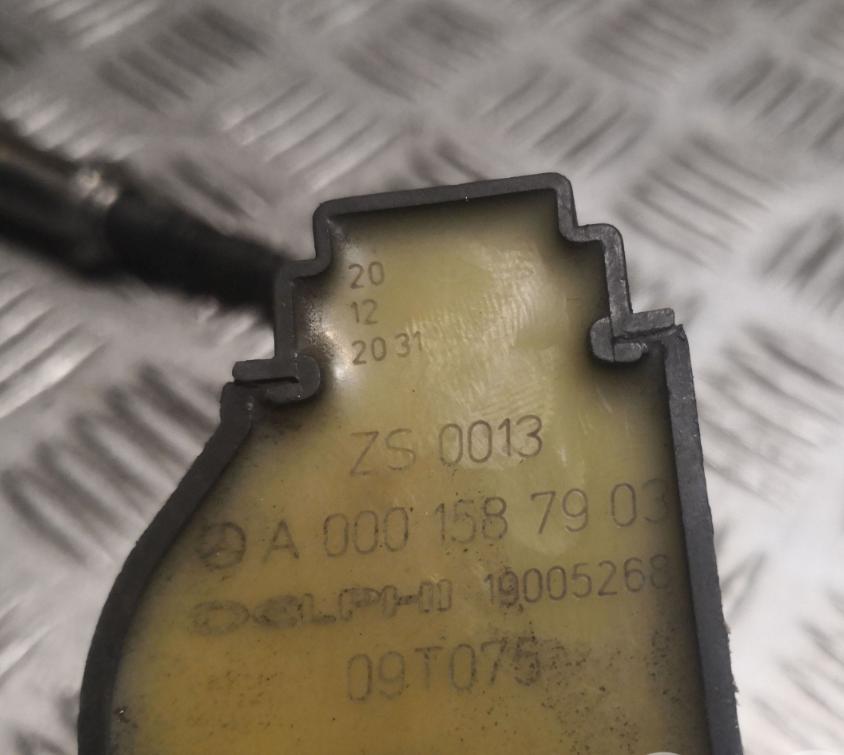 20
12
20 31
ZS 0013
A 000 158 79 03
DELPHI 19005268
09T075